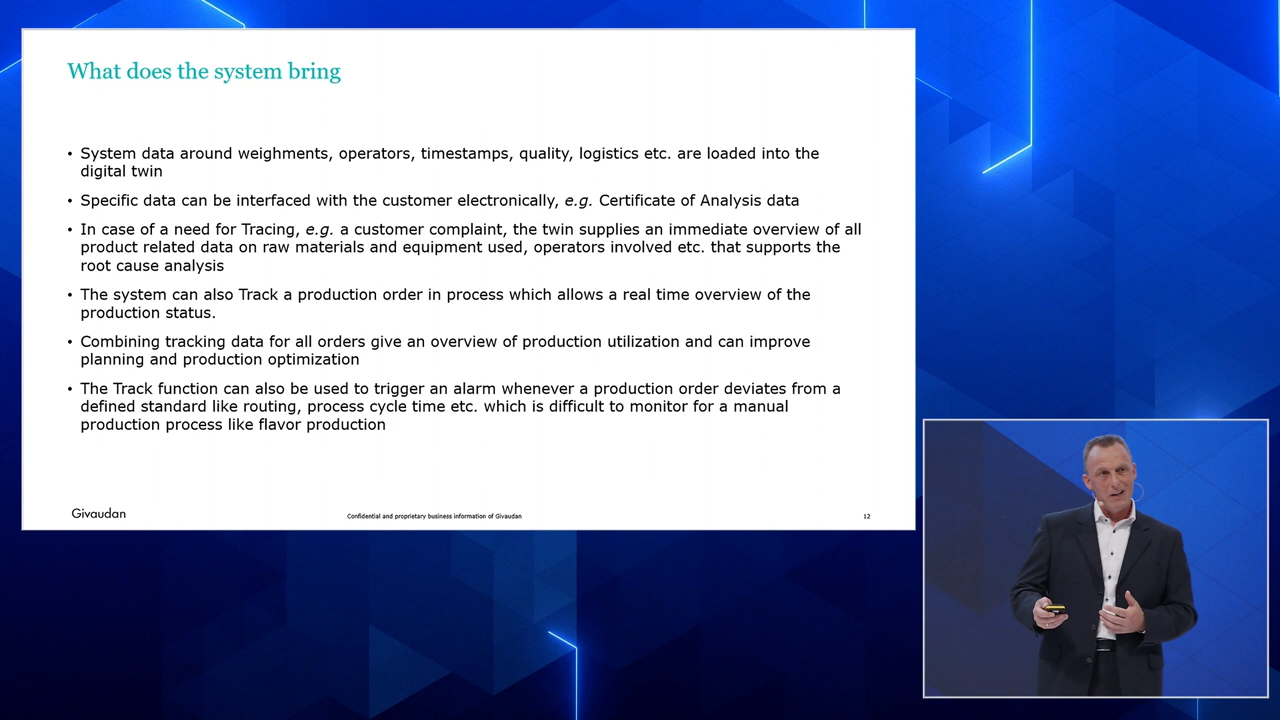 What does the system bring
• System data around weighments, operators, timestamps, quality, logistics etc. are loaded into the
digital twin
• Specific data can be interfaced with the customer electronically, e.g. Certificate of Analysis data
• In case of a need for Tracing, e.g. a customer complaint, the twin supplies an immediate overview of all
product related data on raw materials and equipment used, operators involved etc. that supports the
root cause analysis
• The system can also Track a production order in process which allows a real time overview of the
production status.
• Combining tracking data for all orders give an overview of production utilization and can improve
planning and production optimization
• The Track function can also be used to trigger an alarm whenever a production order deviates from a
defined standard like routing, process cycle time etc. which is difficult to monitor for a manual
production process like flavor production
Givaudan
Confidential and proprietary business information of Givaudan
12